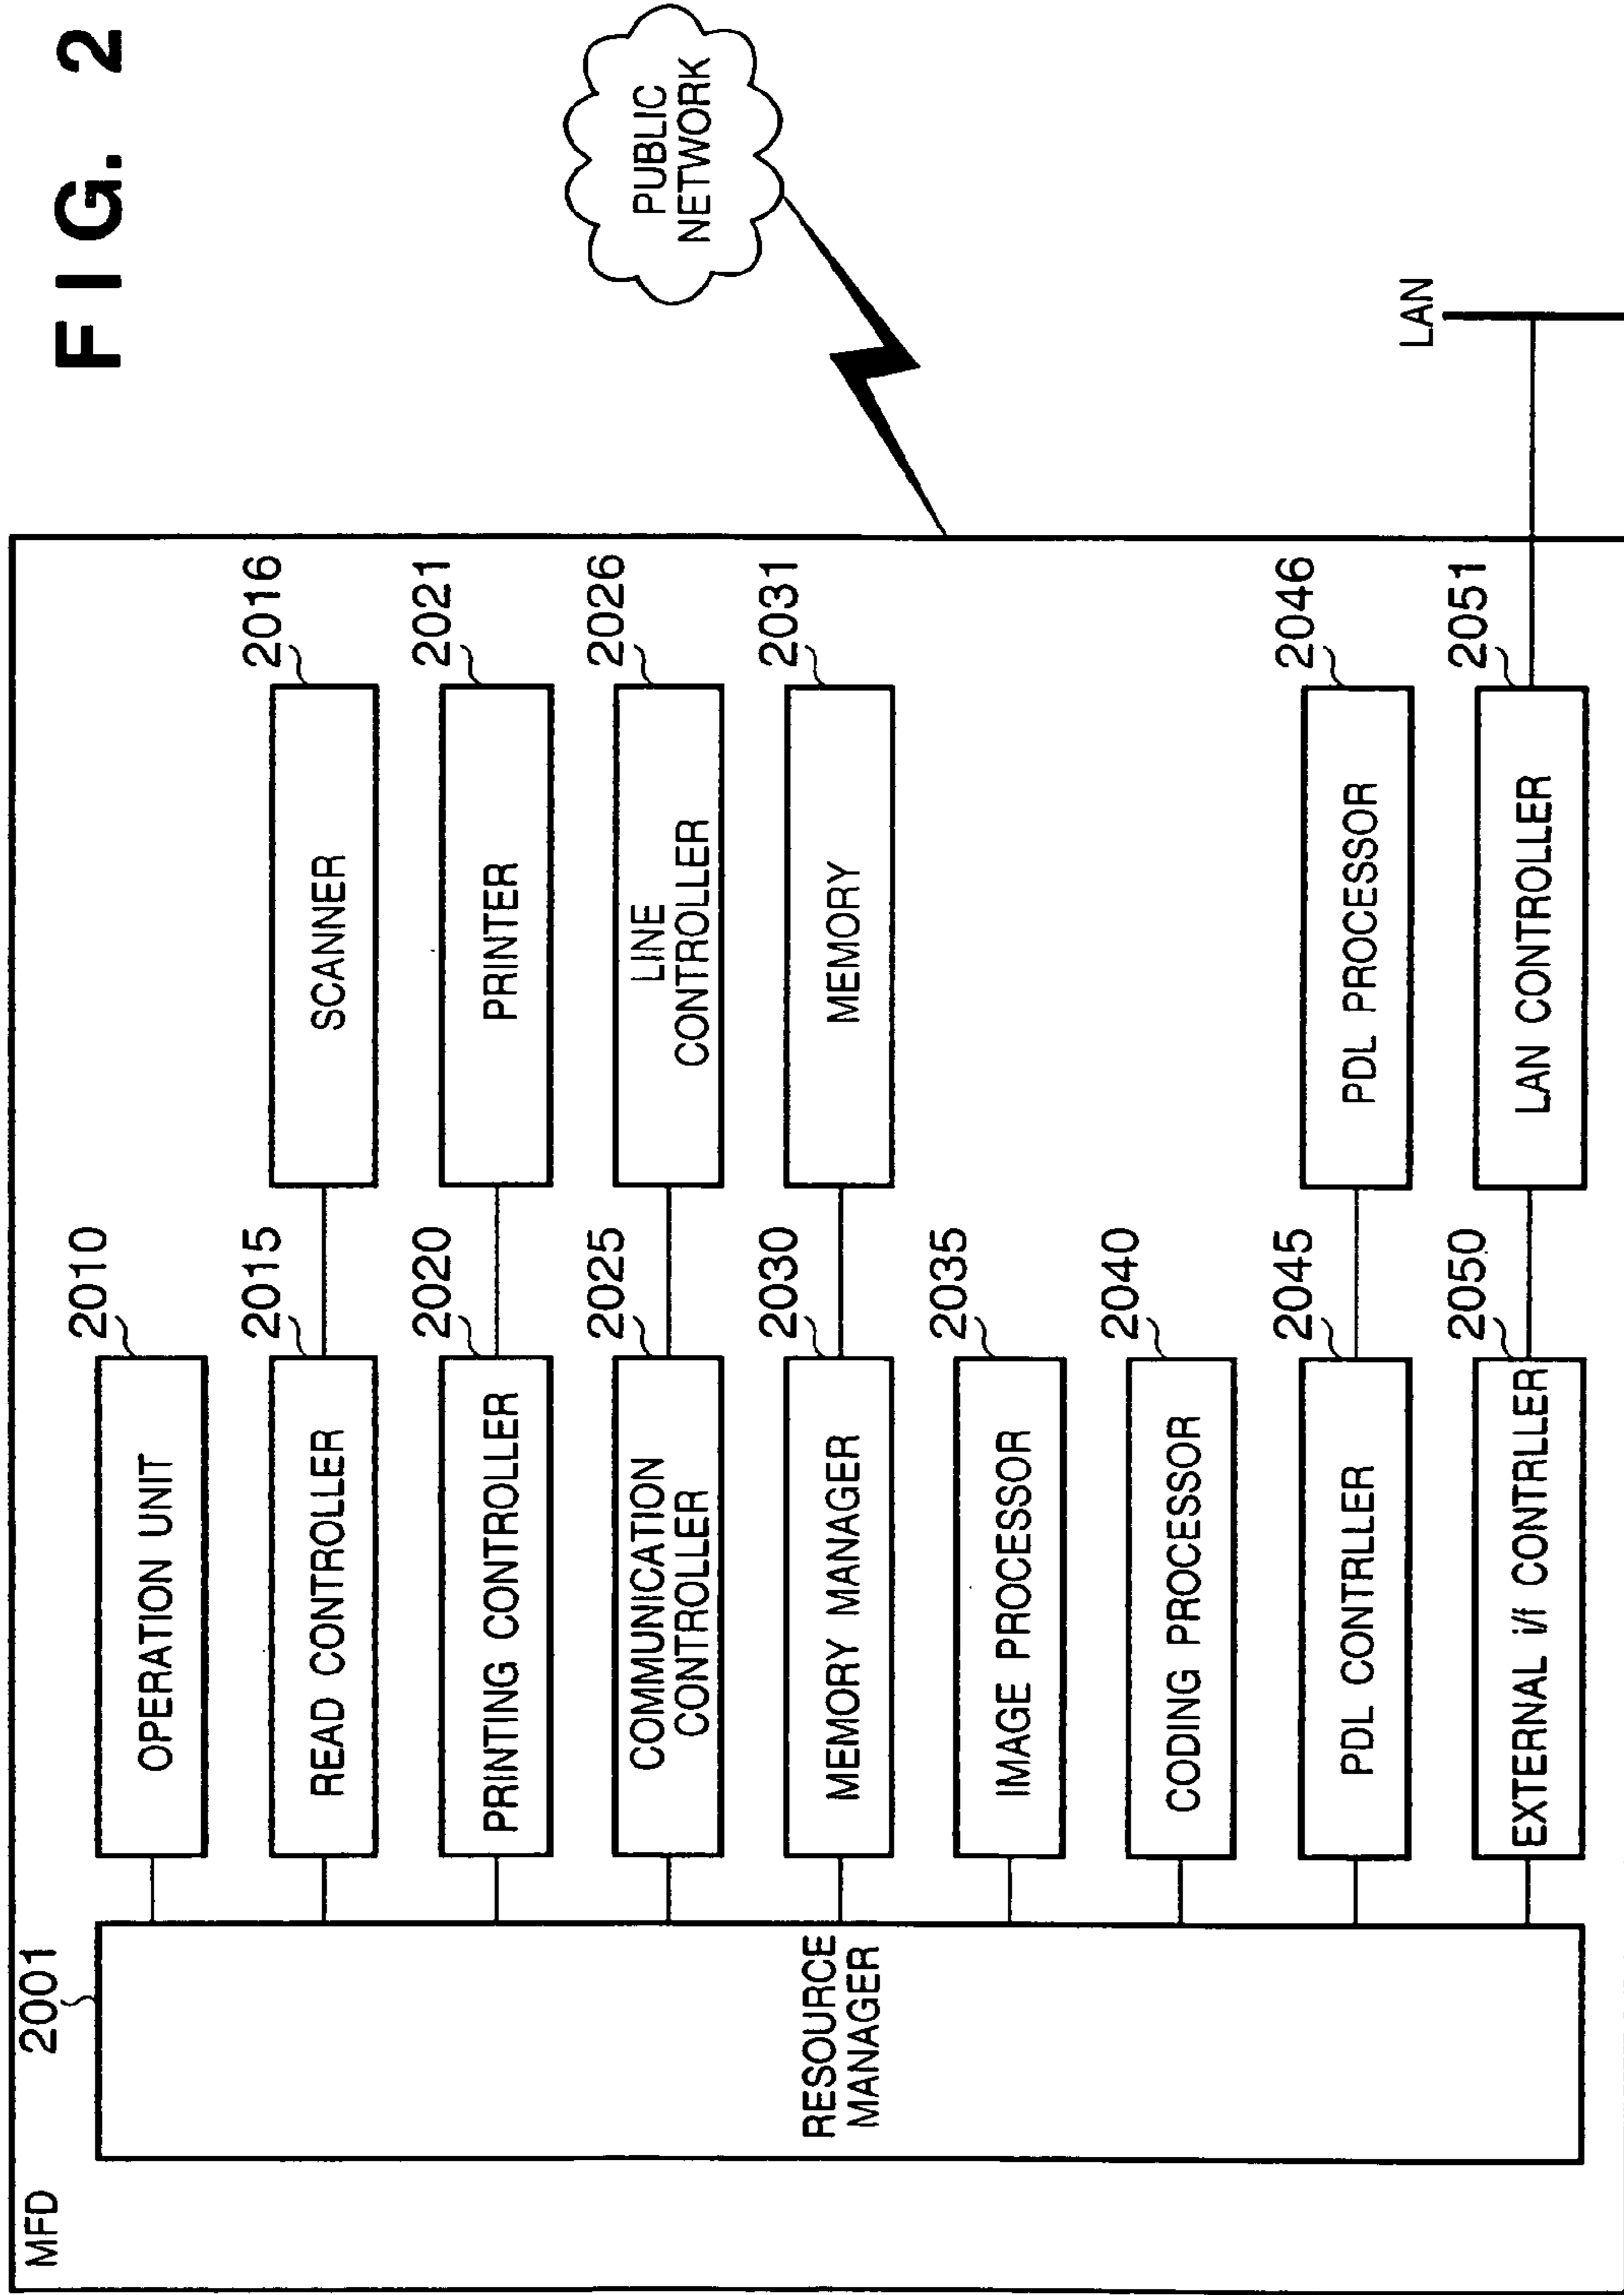 FIG. 2
MFD
2001
RESOURCE
MANAGER
2010
OPERATION UNIT
2015
READ CONTROLLER
2016
SCANNER
2020
PRINTING CONTROLLER
2021
PRINTER
2025
COMMUNICATION
CONTROLLER
2026
LINE
CONTROLLER
2030
MEMORY MANAGER
2031
MEMORY
2035
IMAGE PROCESSOR
2040
CODING PROCESSOR
2045
PDL CONTRLLER
2046
PDL PROCESSOR
2050
EXTERNAL i/f CONTRLLER
2051
LAN CONTROLLER
PUBLIC
NETWORK
LAN